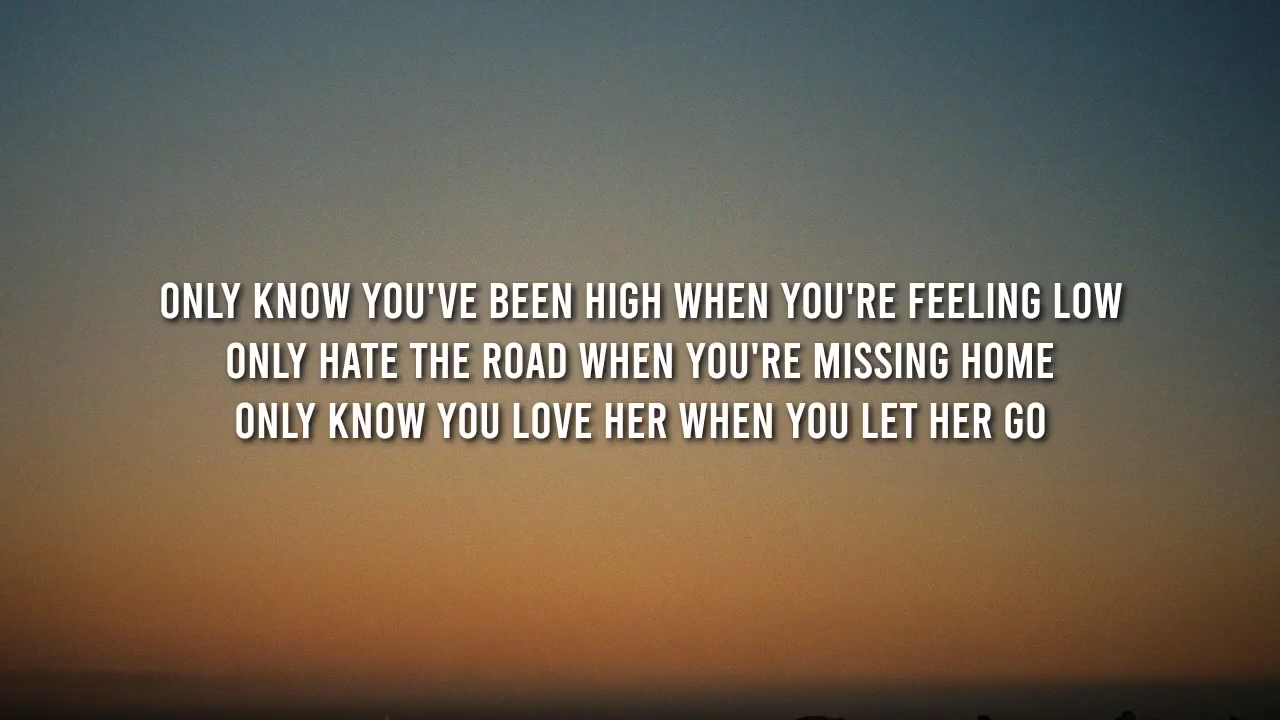 ONLY KNOW YOU'VE BEEN HIGH WHEN YOU'RE FEELING LOW
ONLY HATE THE ROAD WHEN YOU'RE MISSING HOME
ONLY KNOW YOU LOVE HER WHEN YOU LET HER GO